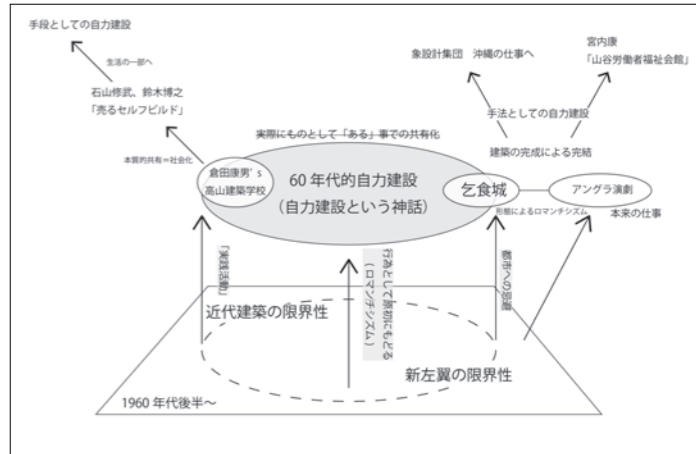 手段としての自力建設
生活の一部へ
石山修武、鈴木博之
「売るセルフビルド」
本質的共有=社会化
象設計集団 沖縄の仕事へ
宮内康
「山谷労働者福祉会館」
手法としての自力建設
建築の完成による完結
実際にものとして「ある」事での共有化
倉田康男's
高山建築学校
60年代的自力建設
(自力建設という神話)
乞食城
アングラ演劇
形態によるロマンチシズム
本来の仕事
「実践活動」
行為として原初にもどる
(ロマンチシズム)
都市への忌避
近代建築の限界性
新左翼の限界性
1960年代後半~